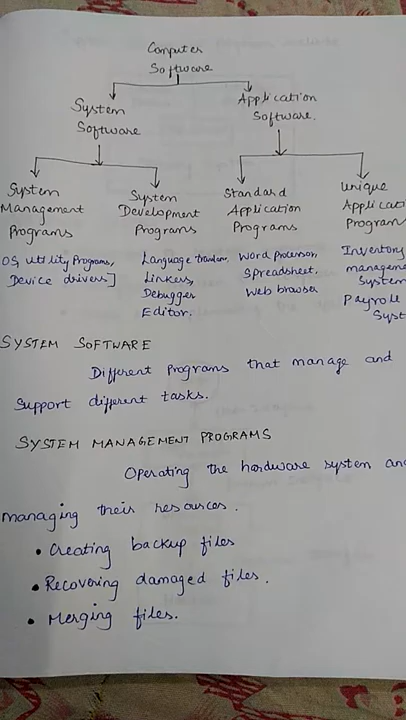 Computer
Software
System
Software
Application
Software.
System
Management
Programs
System
Development
Programs
Standard
Application
Programs
Unique
Applicati
Program
OS, utility Programs,
Device drivers]
Language
Linkers,
Debugger
Editor.
Word Processor,
Spreadsheet,
Web browser
Inventory
manageme
System
Payroll
Syst
SYSTEM SOFTWARE
Different Programs that manage and
support different tasks.
SYSTEM MANAGEMENT PROGRAMS
Operating the hardware system and
managing their resources.
• Creating backup files
• Recovering damaged files.
• Merging files.